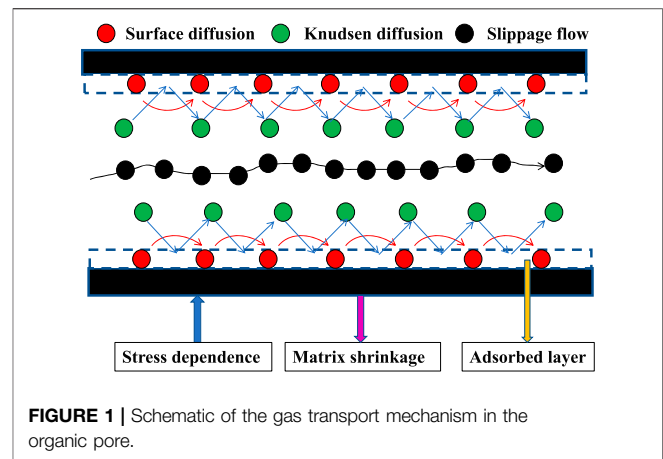 Surface diffusion Knudsen diffusion Slippage flow
Stress dependence Matrix shrinkage Adsorbed layer
FIGURE 1 | Schematic of the gas transport mechanism in the
organic pore.